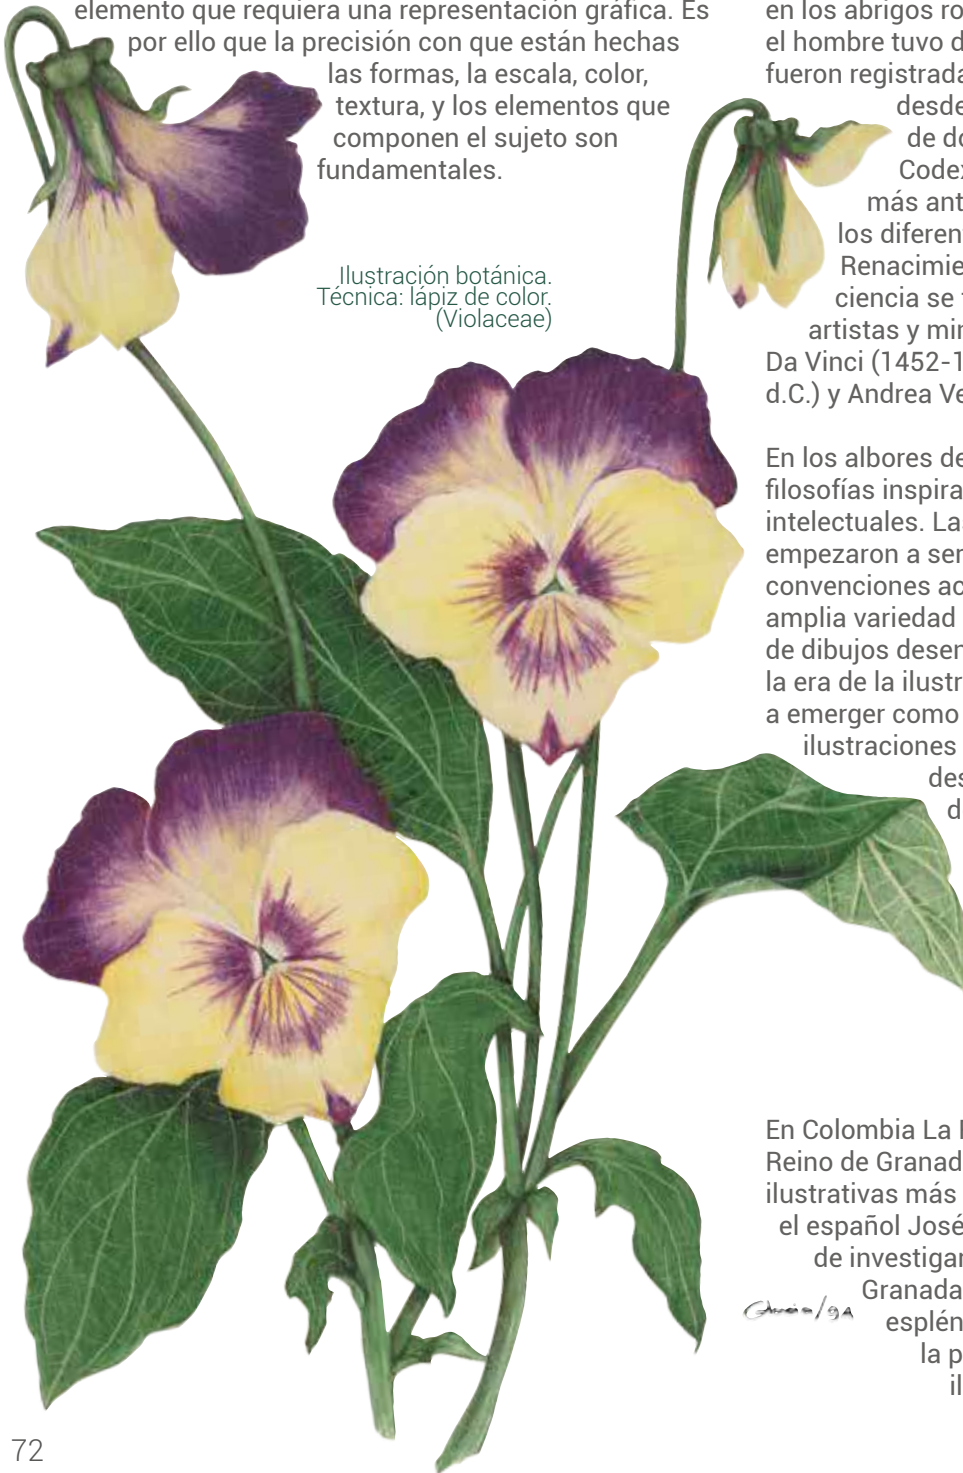 elemento que requiera una representación gráfica. Es
por ello que la precisión con que están hechas
las formas, la escala, color,
textura, y los elementos que
componen el sujeto son
fundamentales.
Ilustración botánica.
Técnica: lápiz de color.
(Violaceae)
en los abrigos ro
el hombre tuvo d
fueron registrada
desde
de do
Codex
más ant
los diferent
Renacimie
ciencia se
artistas y mi
Da Vinci (1452-1
d.C.) y Andrea Ve
En los albores de
filosofías inspira
intelectuales. La
empezaron a ser
convenciones ac
amplia variedad
de dibujos desen
la era de la ilustr
a emerger como
ilustraciones
des
d
En Colombia La
Reino de Granad
ilustrativas más
el español José
de investigar
Granada
esplén
la p
il
72